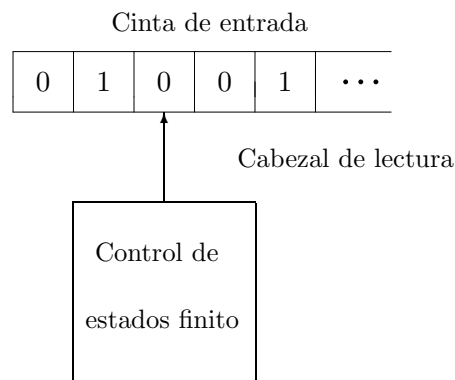 Cinta de entrada
0 1 0 0 1 ···
Cabezal de lectura
Control de
estados finito